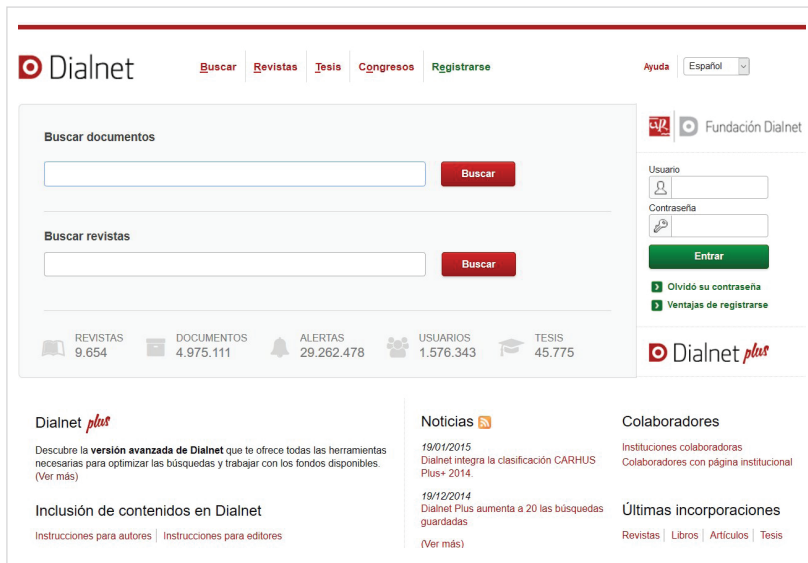 Dialnet
Buscar Revistas Tesis Congresos Registrarse
Ayuda Español
Buscar documentos
Buscar
Buscar revistas
Buscar
REVISTAS
9.654
DOCUMENTOS
4.975.111
ALERTAS
29.262.478
USUARIOS
1.576.343
TESIS
45.775
UR Fundación Dialnet
Usuario
Contraseña
Entrar
Olvidó su contraseña
Ventajas de registrarse
Dialnet plus
Dialnet plus
Descubre la versión avanzada de Dialnet que te ofrece todas las herramientas
necesarias para optimizar las búsquedas y trabajar con los fondos disponibles.
(Ver más)
Inclusión de contenidos en Dialnet
Instrucciones para autores Instrucciones para editores
Noticias
19/01/2015
Dialnet integra la clasificación CARHUS
Plus+ 2014.
19/12/2014
Dialnet Plus aumenta a 20 las búsquedas
guardadas
(Ver más)
Colaboradores
Instituciones colaboradoras
Colaboradores con página institucional
Últimas incorporaciones
Revistas Libros Artículos Tesis